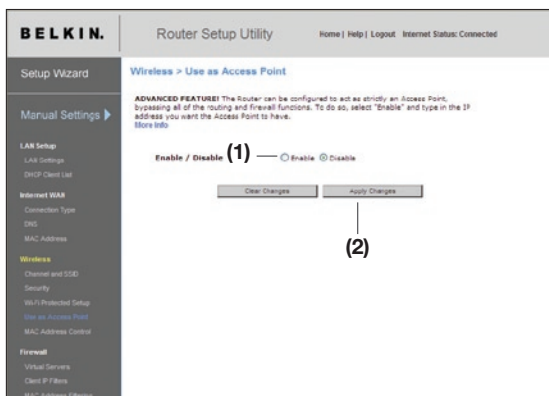 BELKIN.
Router Setup Utility
Home | Help | Logout Internet Status: Connected
Setup Wizard
Manual Settings
LAN Setup
LAN Settings
DHCP Client List
Internet WAN
Connection Type
DNS
MAC Address
Wireless
Channel and SSID
Security
Wi-Fi Protected Setup
Use as Access Point
MAC Address Control
Firewall
Virtual Servers
Client IP Filters
MAC Address Filtering
Wireless > Use as Access Point
ADVANCED FEATURE! The Router can be configured to act as strictly an Access Point,
bypassing all of the routing and firewall functions. To do so, select "Enable" and type in the IP
address you want the Access Point to have.
More Info
Enable / Disable (1) Enable Disable
Clear Changes Apply Changes
(2)